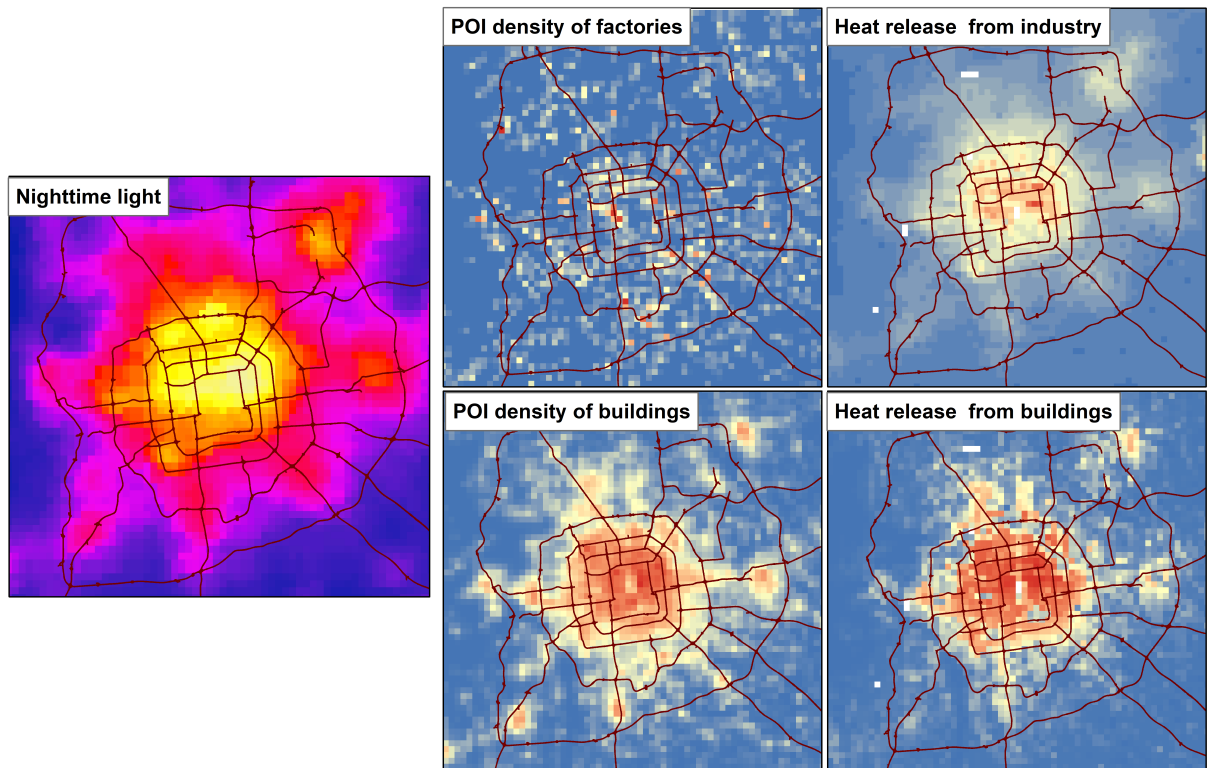 POI density of factories
Heat release from industry
Nighttime light
POI density of buildings
Heat release from buildings